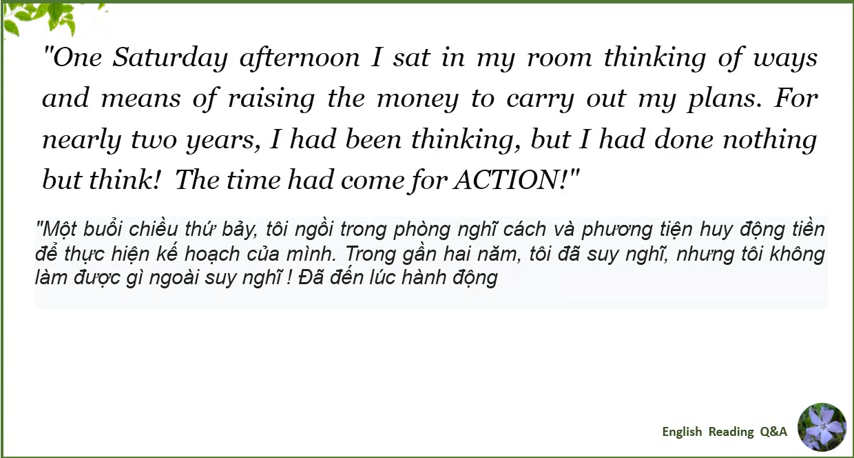 "One Saturday afternoon I sat in my room thinking of ways
and means of raising the money to carry out my plans. For
nearly two years, I had been thinking, but I had done nothing
but think! The time had come for ACTION!"
"Một buổi chiều thứ bảy, tôi ngồi trong phòng nghĩ cách và phương tiện huy động tiền
để thực hiện kế hoạch của mình. Trong gần hai năm, tôi đã suy nghĩ, nhưng tôi không
làm được gì ngoài suy nghĩ ! Đã đến lúc hành động
English Reading Q&A